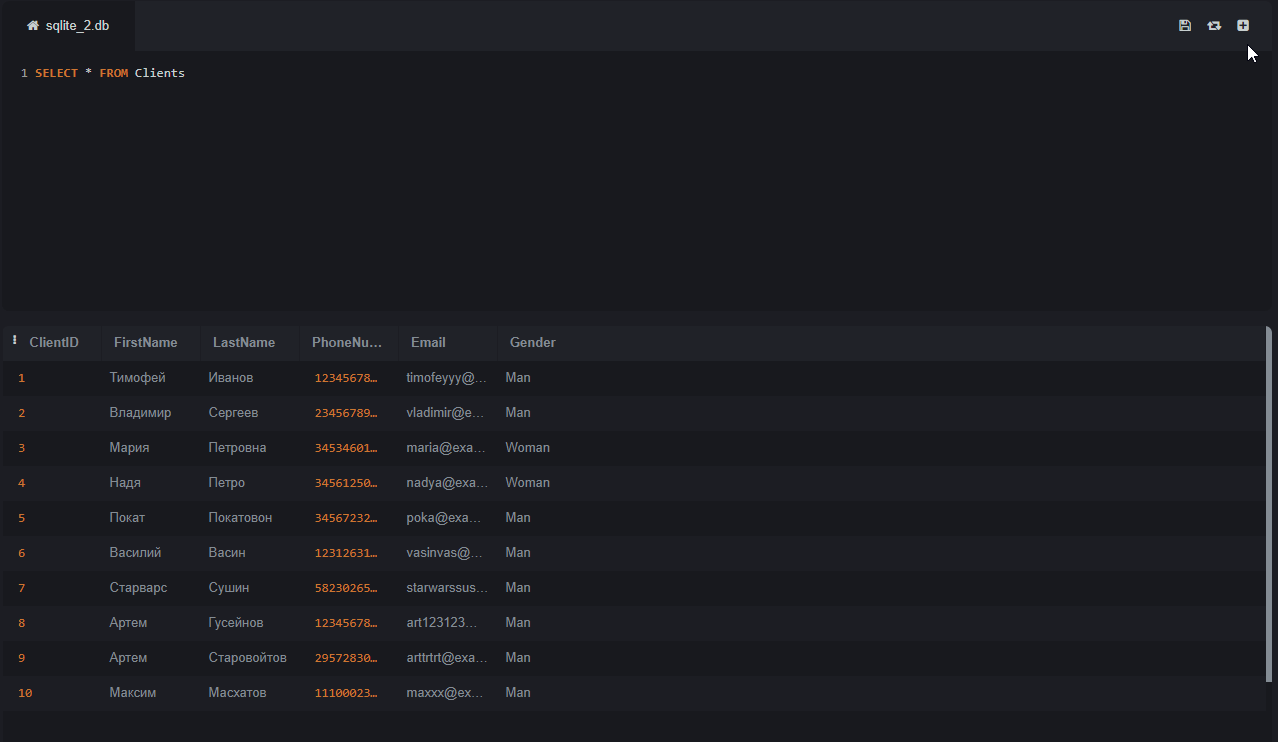 sqlite_2.db
1 SELECT * FROM Clients
ClientID FirstName LastName PhoneNu... Email Gender
1 Тимофей Иванов 12345678... timofeyyy@... Man
2 Владимир Сергеев 23456789... vladimir@e... Man
3 Мария Петровна 34534601... maria@exa... Woman
4 Надя Петро 34561250... nadya@exa... Woman
5 Покат Покатовон 34567232... poka@exa... Man
6 Василий Васин 12312631... vasinvas@... Man
7 Старварс Сушин 58230265... starwarssus... Man
8 Артем Гусейнов 12345678... art123123... Man
9 Артем Старовойтов 29572830... arttrtrt@exa... Man
10 Максим Масхатов 11100023... maxxx@ex... Man